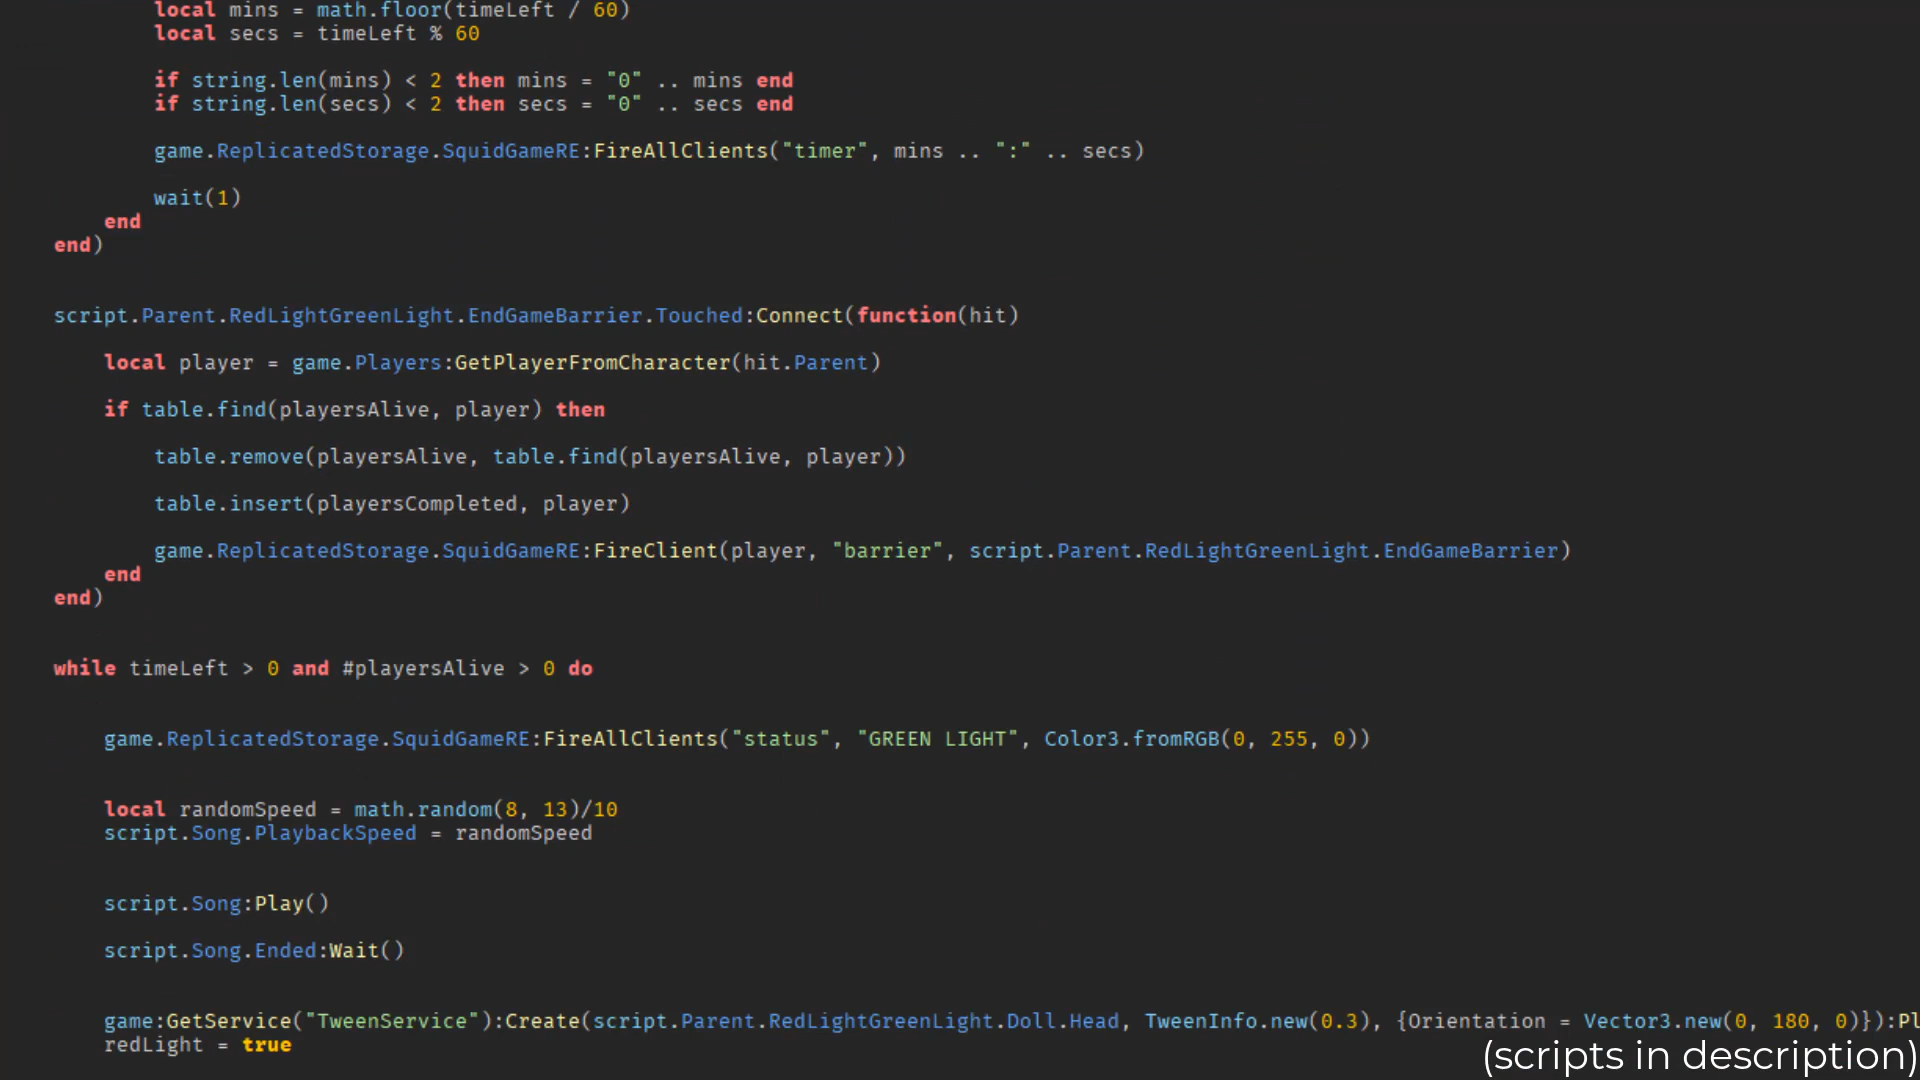 local mins = math.floor(timeLeft / 60)
local secs = timeLeft % 60
if string.len(mins) < 2 then mins = "0" .. mins end
if string.len(secs) < 2 then secs = "0" .. secs end
game.ReplicatedStorage.SquidGameRE:FireAllClients("timer", mins .. ":" .. secs)
wait(1)
end
end)
script.Parent.RedLightGreenLight.EndGameBarrier.Touched:Connect(function(hit)
local player = game.Players:GetPlayerFromCharacter(hit.Parent)
if table.find(playersAlive, player) then
table.remove(playersAlive, table.find(playersAlive, player))
table.insert(playersCompleted, player)
game.ReplicatedStorage.SquidGameRE:FireClient(player, "barrier", script.Parent.RedLightGreenLight.EndGameBarrier)
end
end)
while timeLeft > 0 and #playersAlive > 0 do
game.ReplicatedStorage.SquidGameRE:FireAllClients("status", "GREEN LIGHT", Color3.fromRGB(0, 255, 0))
local randomSpeed = math.random(8, 13)/10
script.Song.PlaybackSpeed = randomSpeed
script.Song:Play()
script.Song.Ended:Wait()
game:GetService("TweenService"):Create(script.Parent.RedLightGreenLight.Doll.Head, TweenInfo.new(0.3), {Orientation = Vector3.new(0, 180, 0)}):Pl
redLight = true
(scripts in description)